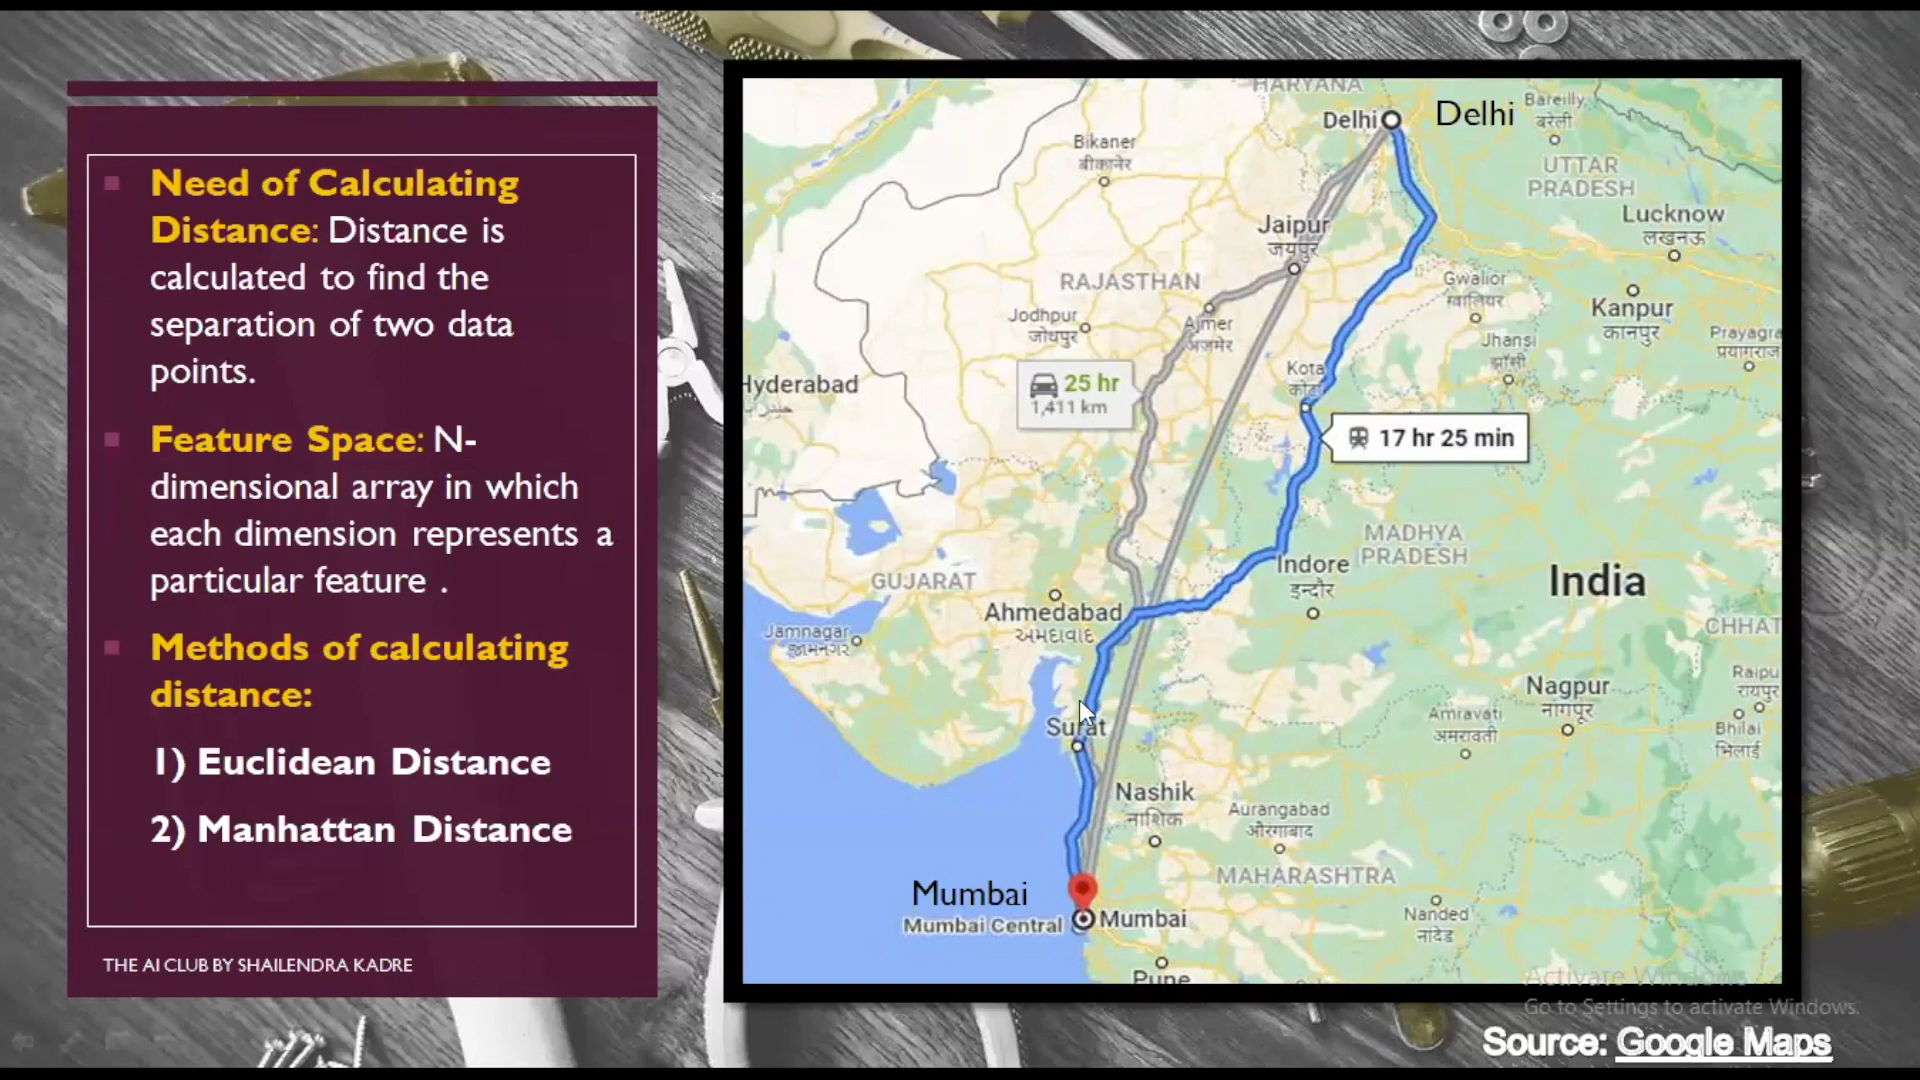 Need of Calculating
Distance: Distance is
calculated to find the
separation of two data
points.
Feature Space: N-
dimensional array in which
each dimension represents a
particular feature .
Methods of calculating
distance:
1) Euclidean Distance
2) Manhattan Distance
THE AI CLUB BY SHAILENDRA KADRE
HARYANA
Delhi
Delhi
Bareilly
बरेली
Bikaner
बीकानेर
UTTAR
PRADESH
Jaipur
जयपुर
Lucknow
लखनऊ
RAJASTHAN
Gwalior
ग्वालियर
Kanpur
कानपुर
Jodhpur
जोधपुर
Ajmer
अजमेर
Jhansi
झाँसी
Prayagra
प्रयागराज
Kota
कोटा
Hyderabad
25 hr
1,411 km
17 hr 25 min
MADHYA
PRADESH
Indore
इन्दौर
India
GUJARAT
Ahmedabad
અમદાવાદ
Jamnagar
જામનગર
CHHAT
Raipu
रायपुर
Nagpur
नागपुर
Amravati
अमरावती
Bhilai
भिलाई
Surat
Nashik
नाशिक
Aurangabad
औरंगाबाद
MAHARASHTRA
Mumbai
Mumbai Central
Mumbai
Nanded
नांदेड
Pune
Activate Windows
Go to Settings to activate Windows.
Source: Google Maps